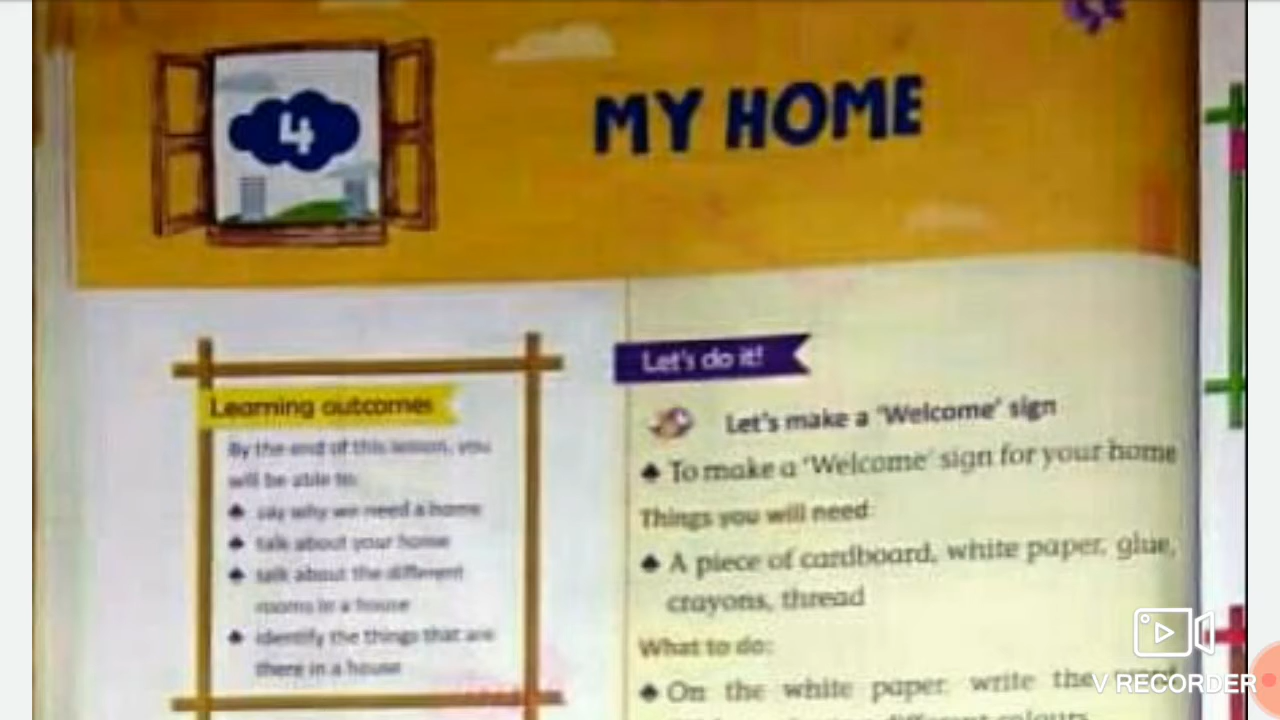 4
MY HOME
Learning outcomes
By the end of this lesson, you
will be able to:
♠ say why we need a home
♠ talk about your home
♠ talk about the different
rooms in a house
♠ identify the things that are
there in a house
Let's do it!
Let's make a 'Welcome' sign
♠ To make a 'Welcome' sign for your home
Things you will need:
♠ A piece of cardboard, white paper, glue,
crayons, thread
What to do:
♠ On the white paper, write the
different colours
V RECORDER